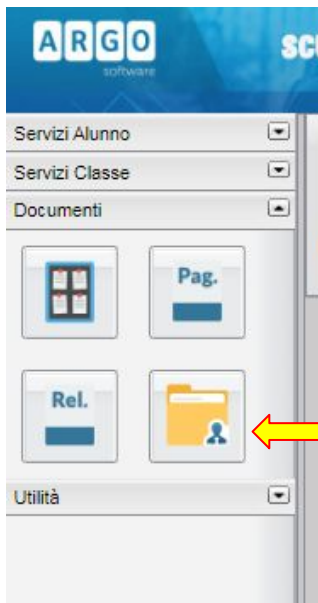 ARGO
software
Servizi Alunno
Servizi Classe
Documenti
Pag.
Rel.
Utilità